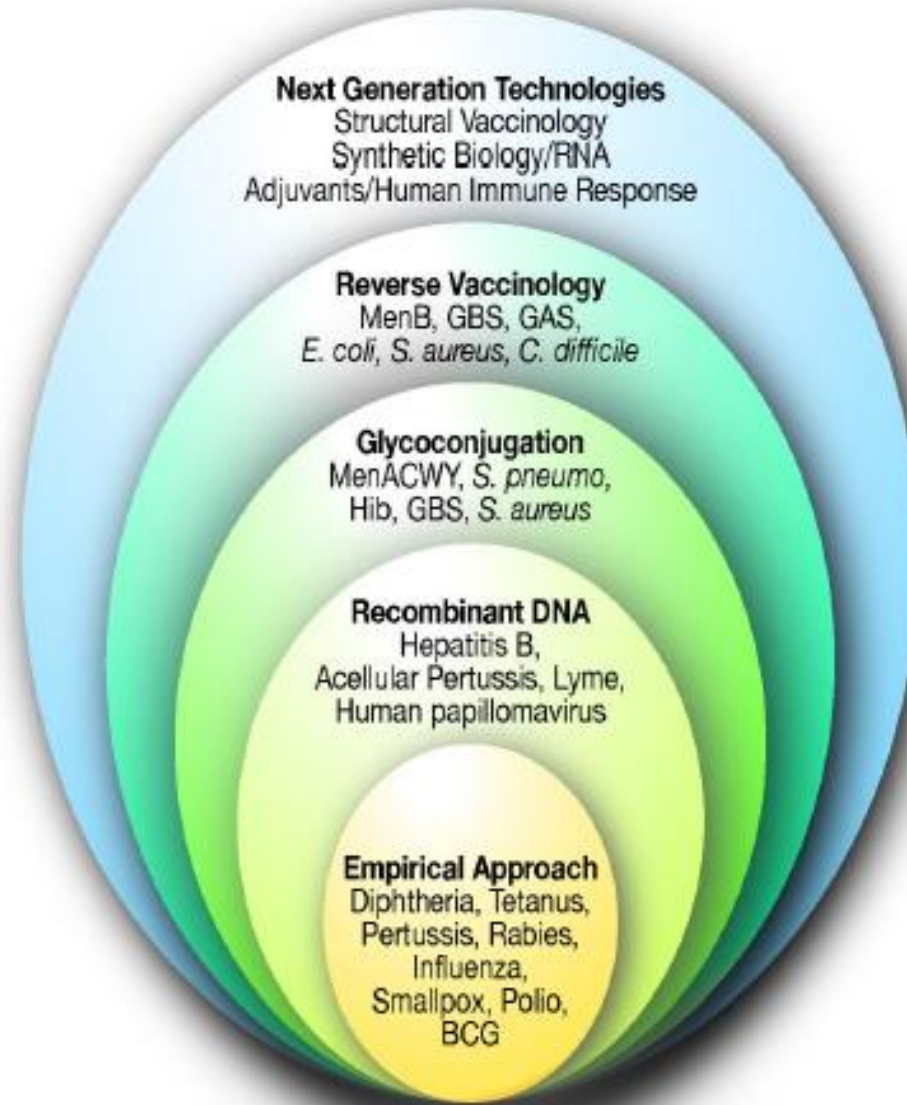 Next Generation Technologies
Structural Vaccinology
Synthetic Biology/RNA
Adjuvants/Human Immune Response
Reverse Vaccinology
MenB, GBS, GAS,
E. coli, S. aureus, C. difficile
Glycoconjugation
MenACWY, S. pneumo,
Hib, GBS, S. aureus
Recombinant DNA
Hepatitis B,
Acellular Pertussis, Lyme,
Human papillomavirus
Empirical Approach
Diphtheria, Tetanus,
Pertussis, Rabies,
Influenza,
Smallpox, Polio,
BCG